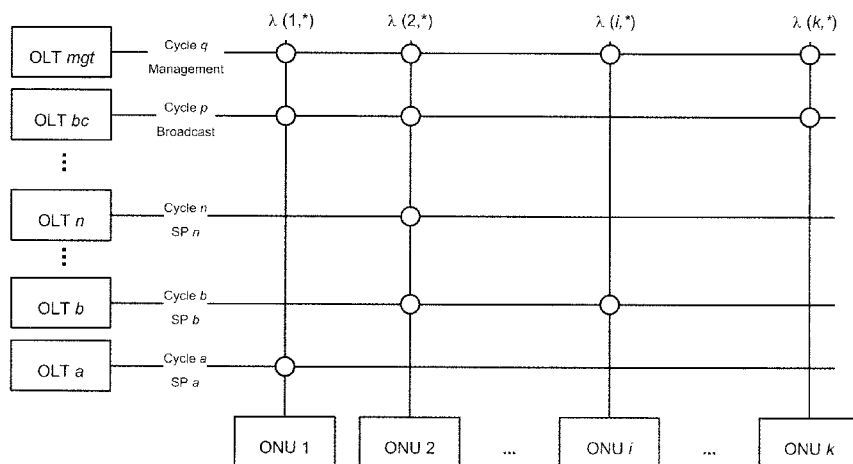 λ (1,*) λ (2,*) λ (i,*) λ (k,*)
OLT mgt
Cycle q
Management
OLT bc
Cycle p
Broadcast
⋮
OLT n
Cycle n
SP n
⋮
OLT b
Cycle b
SP b
OLT a
Cycle a
SP a
ONU 1 ONU 2 ... ONU i ... ONU k